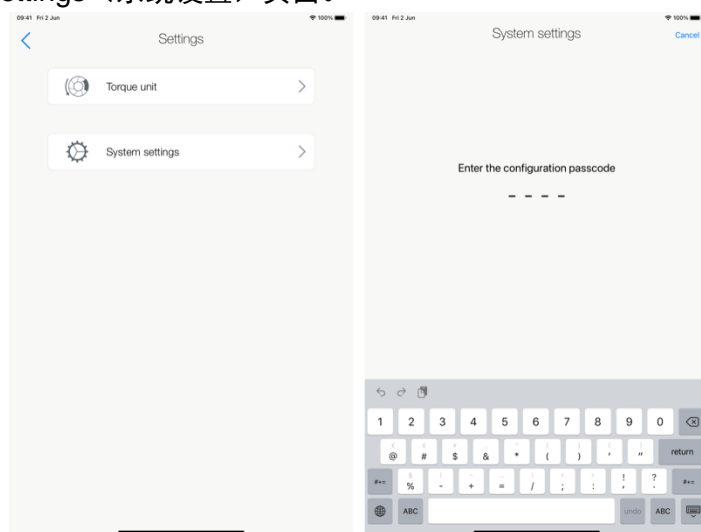 ettings（系统设置）页面。
09:41 Fri 2 Jun
100%
Settings
Torque unit
System settings
09:41 Fri 2 Jun
100%
System settings
Cancel
Enter the configuration passcode
1 2 3 4 5 6 7 8 9 0
@ # $ & * ( ) ' "
return
#+= % - + = / ; : ! , ? . #+=
ABC undo ABC